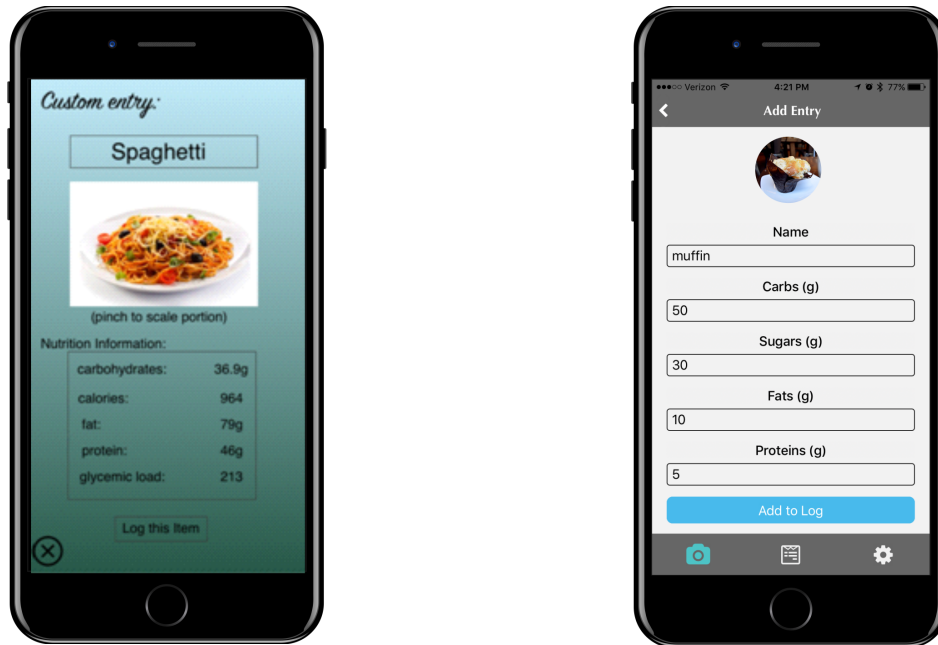 Custom entry:
Spaghetti
(pinch to scale portion)
Nutrition Information:
carbohydrates: 36.9g
calories: 964
fat: 79g
protein: 46g
glycemic load: 213
Log this Item
Verizon 4:21 PM 77%
Add Entry
Name
muffin
Carbs (g)
50
Sugars (g)
30
Fats (g)
10
Proteins (g)
5
Add to Log